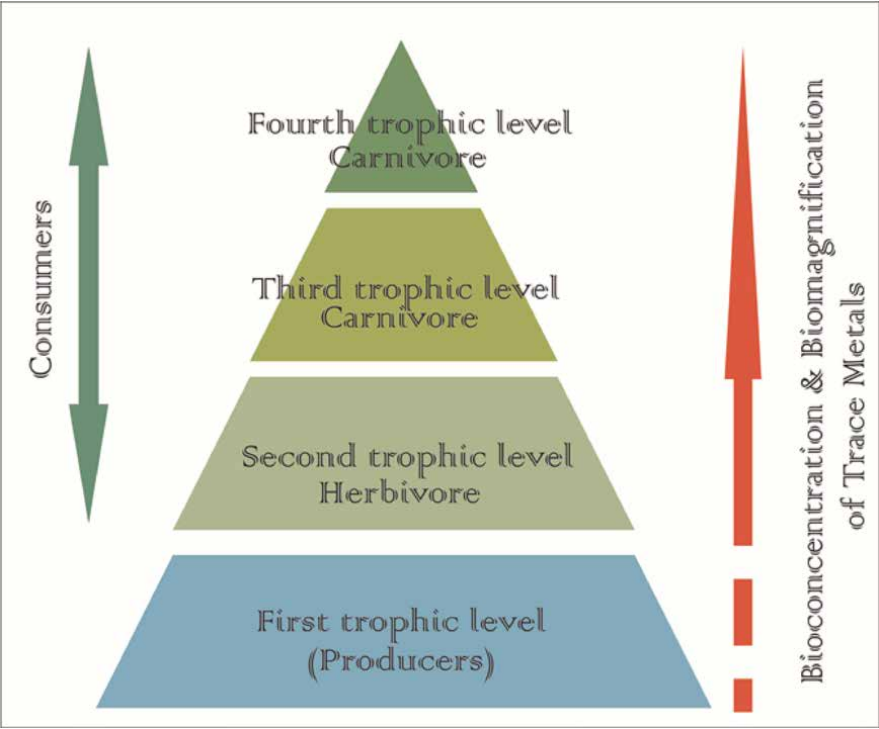 Fourth trophic level
Carnivore
Third trophic level
Carnivore
Second trophic level
Herbivore
First trophic level
(Producers)
Consumers
Bioconcentration & Biomagnification
of Trace Metals